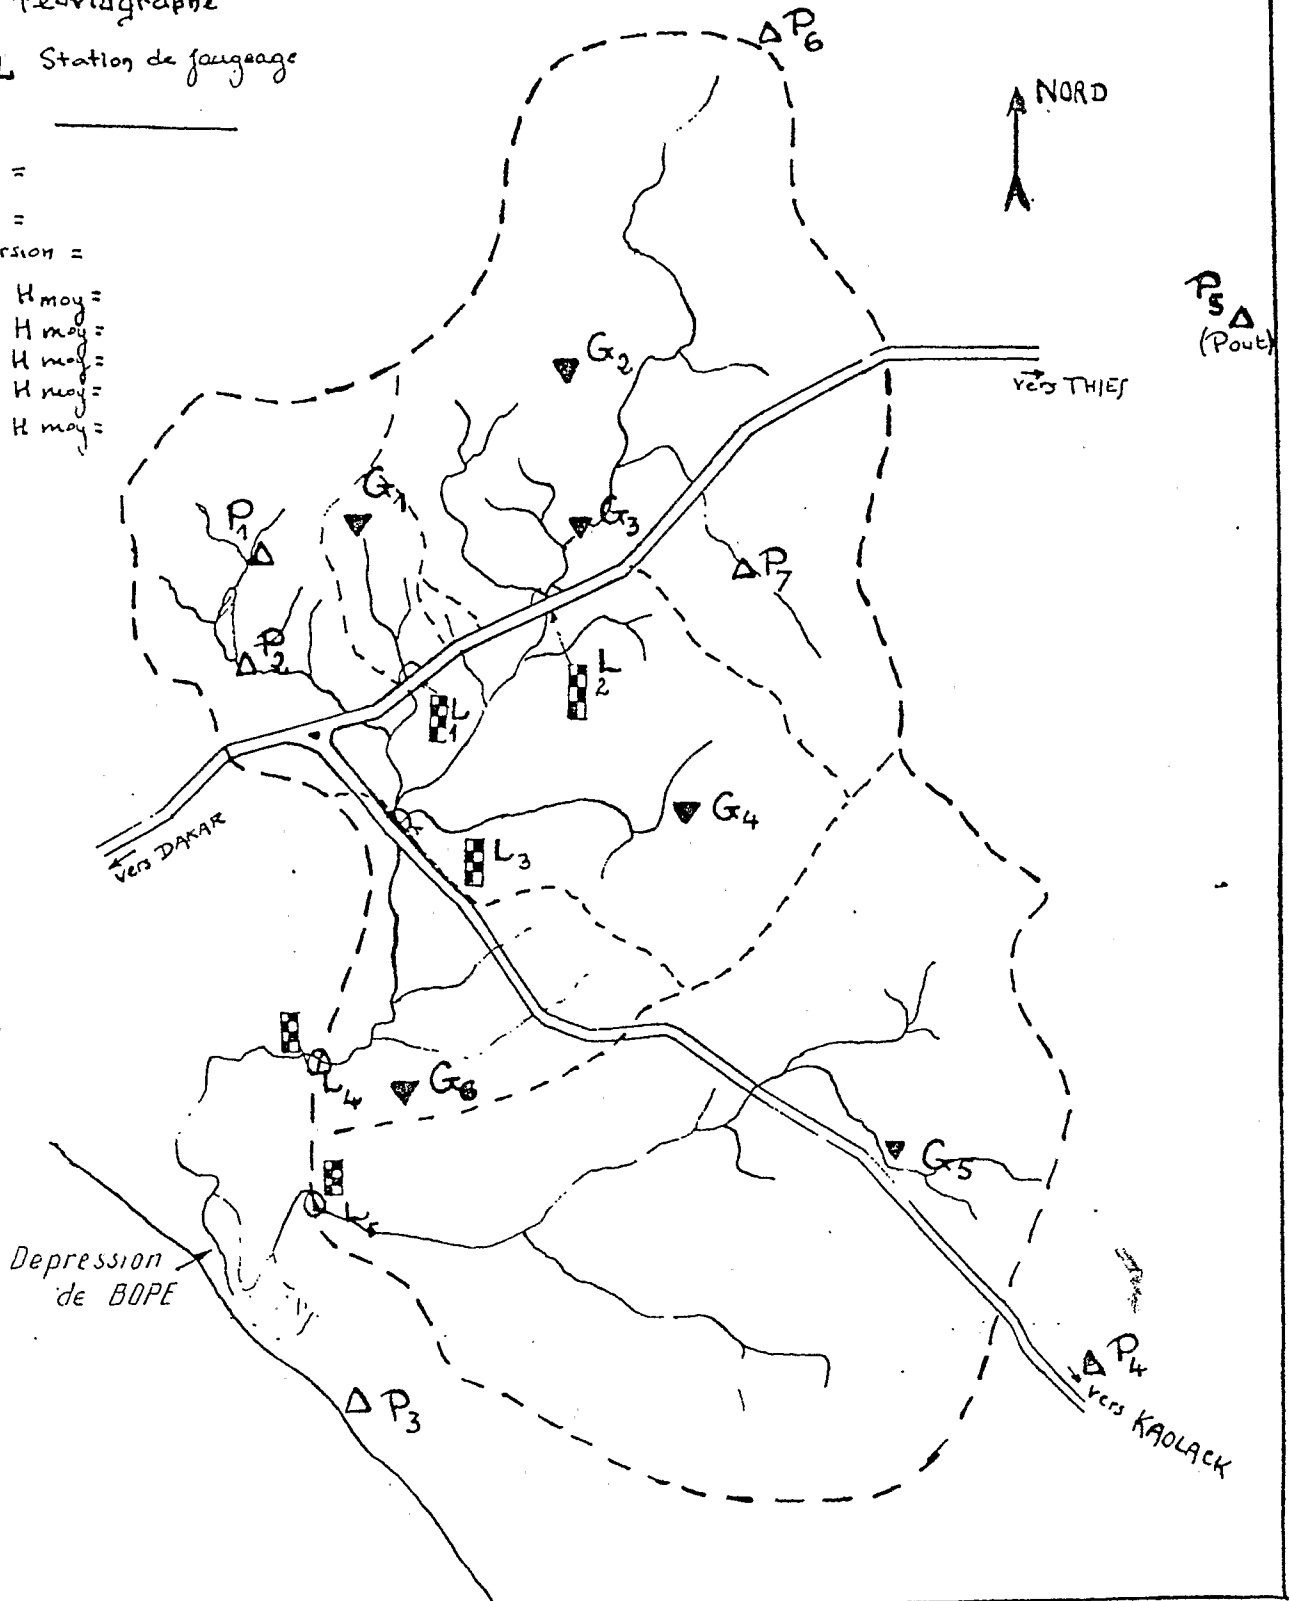 L Station de jaugeage
=
=
rsion =
H moy =
H moy =
H moy =
H moy =
H moy =
P6
NORD
P5
(Pout)
vers THIES
G2
G1
G3
P1
P7
P2
L2
L1
G4
L3
vers DAKAR
L4
G6
G5
L5
Depression
de BOPE
P4
vers KAOLACK
P3